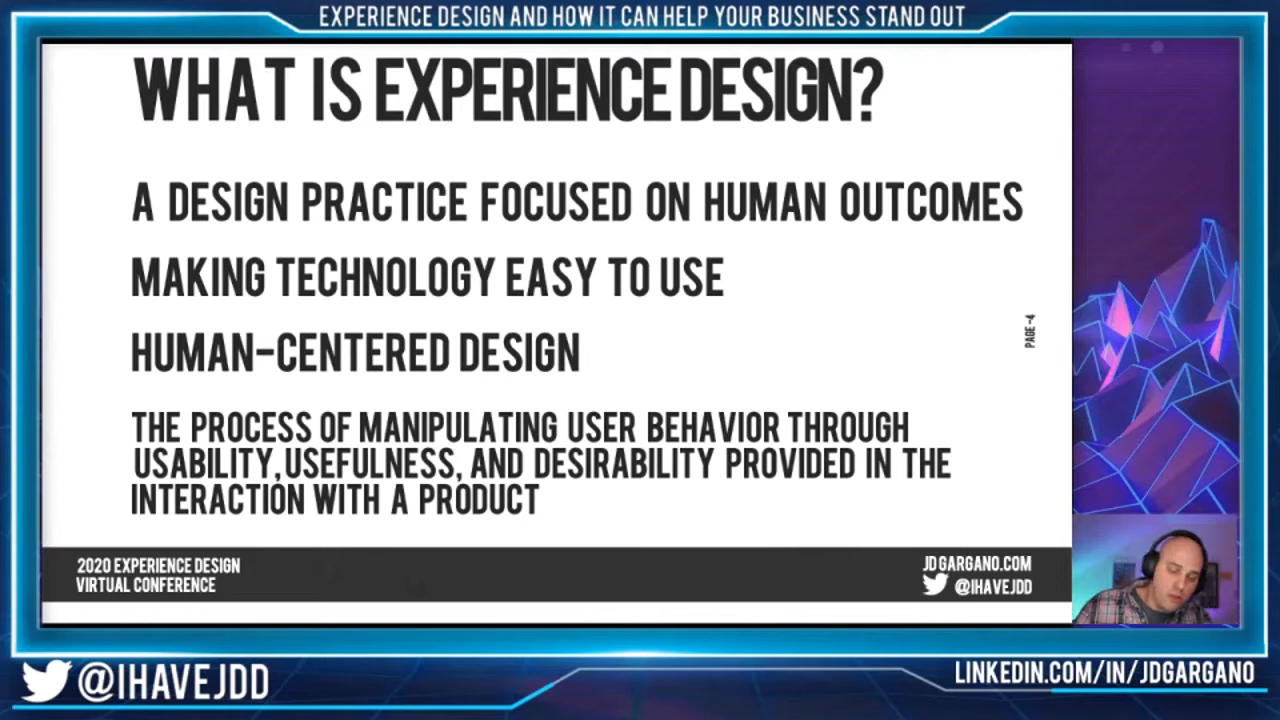 EXPERIENCE DESIGN AND HOW IT CAN HELP YOUR BUSINESS STAND OUT
WHAT IS EXPERIENCE DESIGN?
A DESIGN PRACTICE FOCUSED ON HUMAN OUTCOMES
MAKING TECHNOLOGY EASY TO USE
HUMAN-CENTERED DESIGN
PAGE -4
THE PROCESS OF MANIPULATING USER BEHAVIOR THROUGH
USABILITY, USEFULNESS, AND DESIRABILITY PROVIDED IN THE
INTERACTION WITH A PRODUCT
2020 EXPERIENCE DESIGN
VIRTUAL CONFERENCE
JDGARGANO.COM
@IHAVEJDD
@IHAVEJDD
LINKEDIN.COM/IN/JDGARGANO